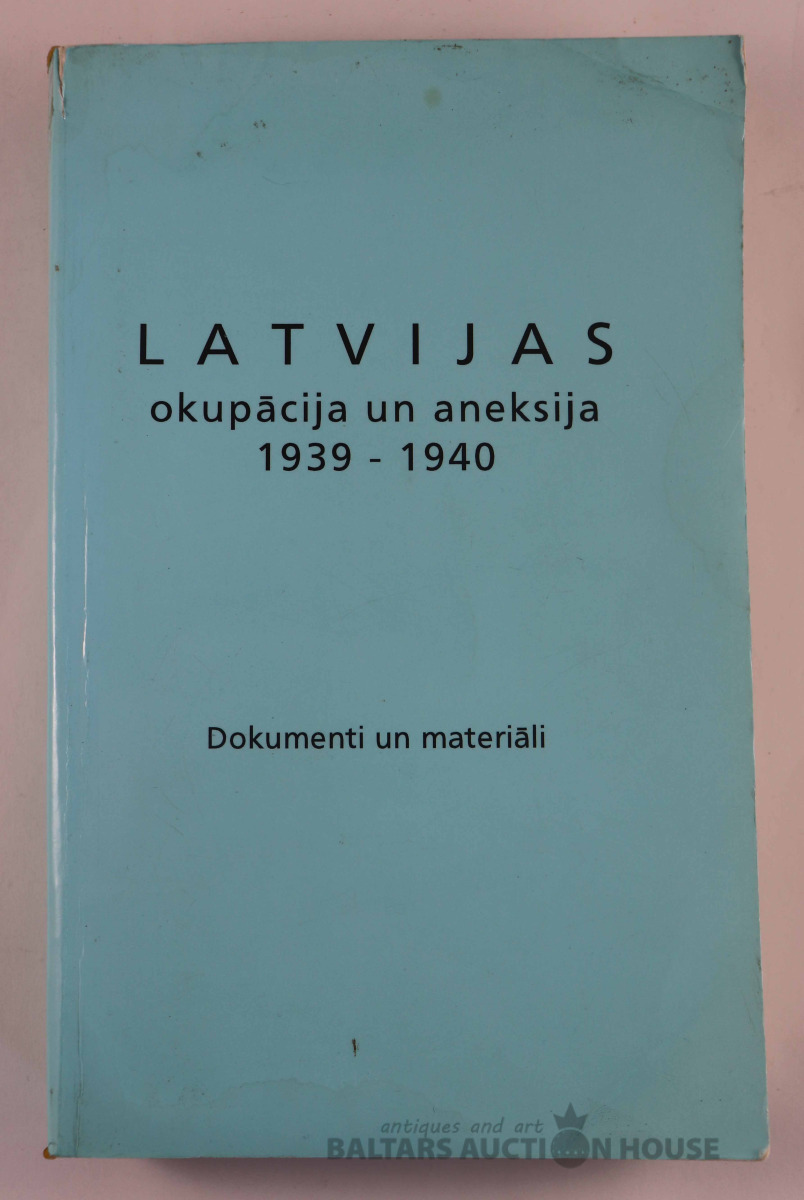 LATVIJAS
okupācija un aneksija
1939 - 1940
Dokumenti un materiāli
antiques and art
BALTARS AUCTION HOUSE